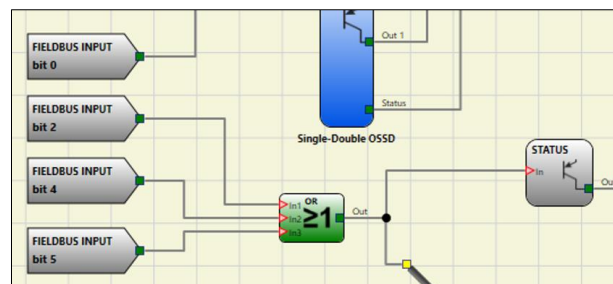 FIELDBUS INPUT
bit 0
Out 1
Status
Single-Double OSSD
FIELDBUS INPUT
bit 2
FIELDBUS INPUT
bit 4
FIELDBUS INPUT
bit 5
OR
In1
In2
In3
≥1
Out
STATUS
In